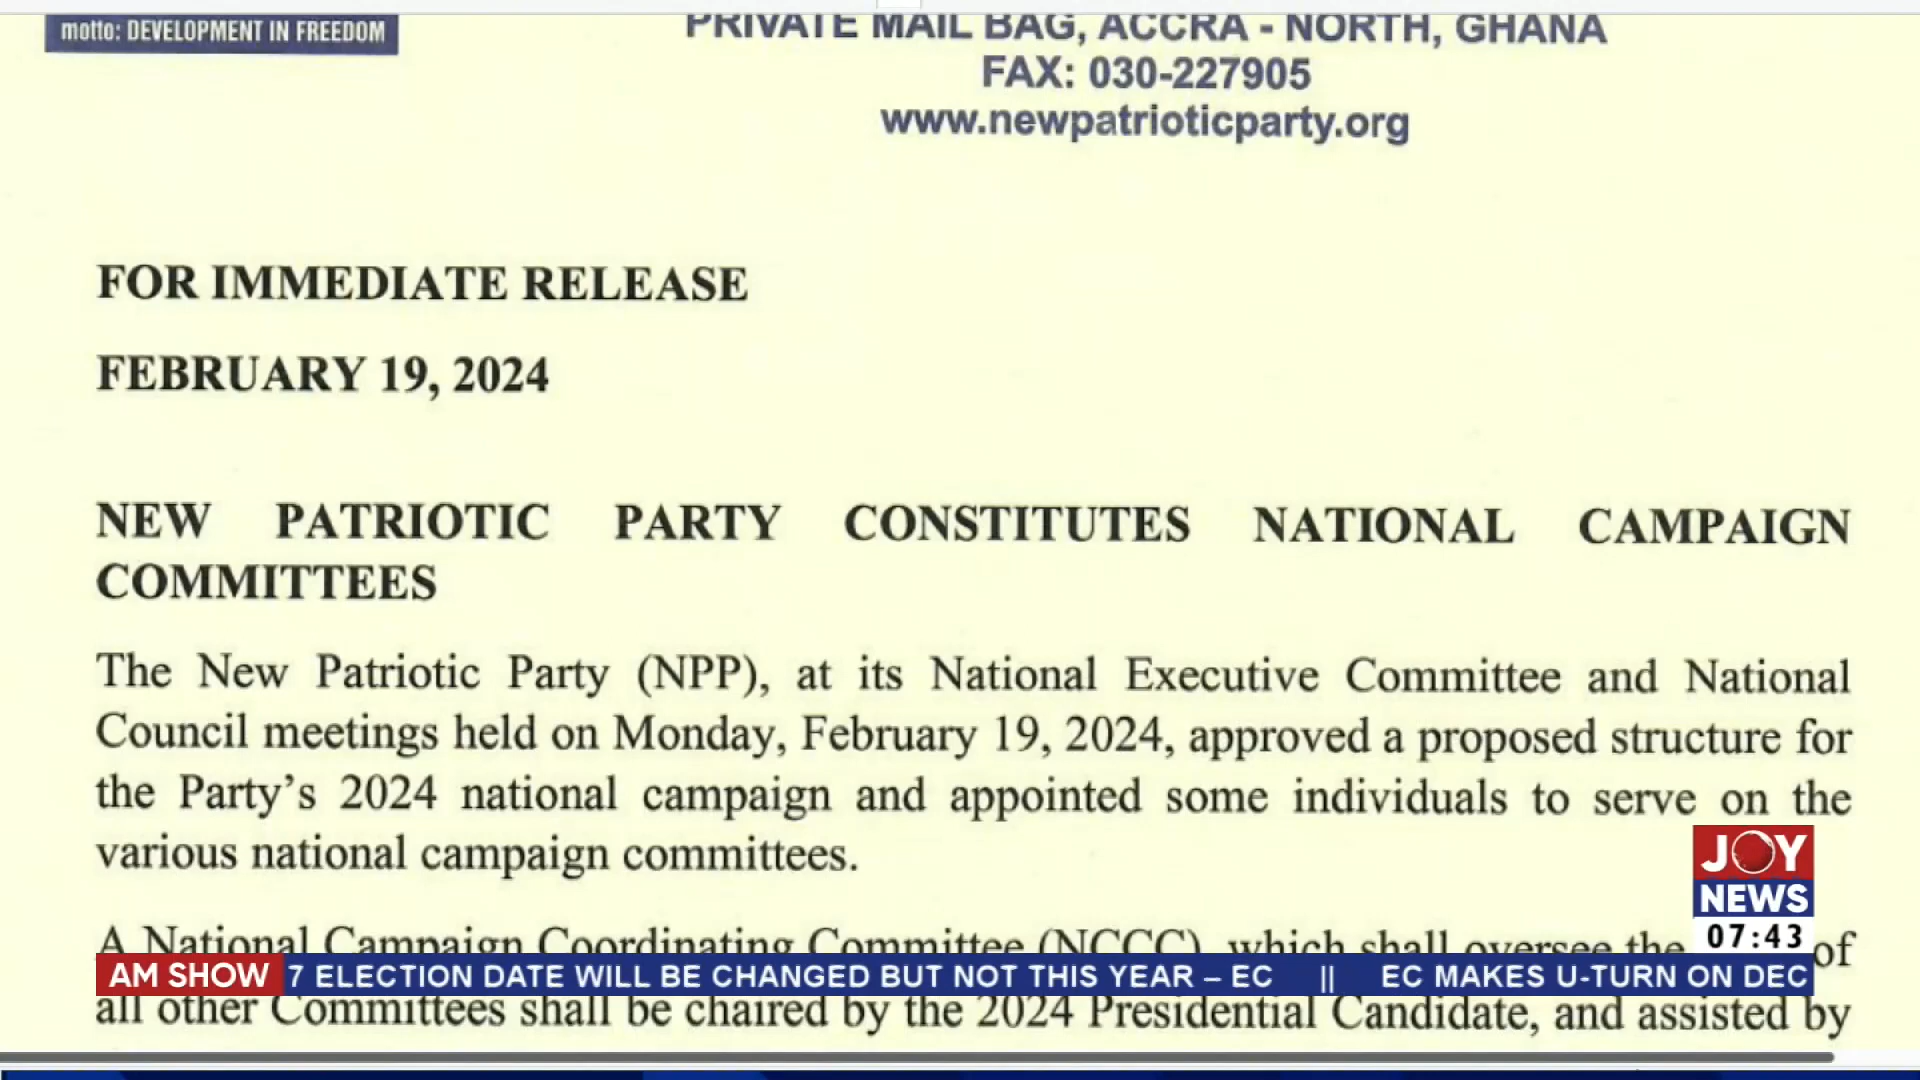 motto: DEVELOPMENT IN FREEDOM
PRIVATE MAIL BAG, ACCRA - NORTH, GHANA
FAX: 030-227905
www.newpatrioticparty.org
FOR IMMEDIATE RELEASE
FEBRUARY 19, 2024
NEW PATRIOTIC PARTY CONSTITUTES NATIONAL CAMPAIGN
COMMITTEES
The New Patriotic Party (NPP), at its National Executive Committee and National
Council meetings held on Monday, February 19, 2024, approved a proposed structure for
the Party’s 2024 national campaign and appointed some individuals to serve on the
various national campaign committees.
A National Campaign Coordinating Committee (NCCC), which shall oversee the of
all other Committees shall be chaired by the 2024 Presidential Candidate, and assisted by
JOY
NEWS
07:43
AM SHOW 7 ELECTION DATE WILL BE CHANGED BUT NOT THIS YEAR – EC || EC MAKES U-TURN ON DEC